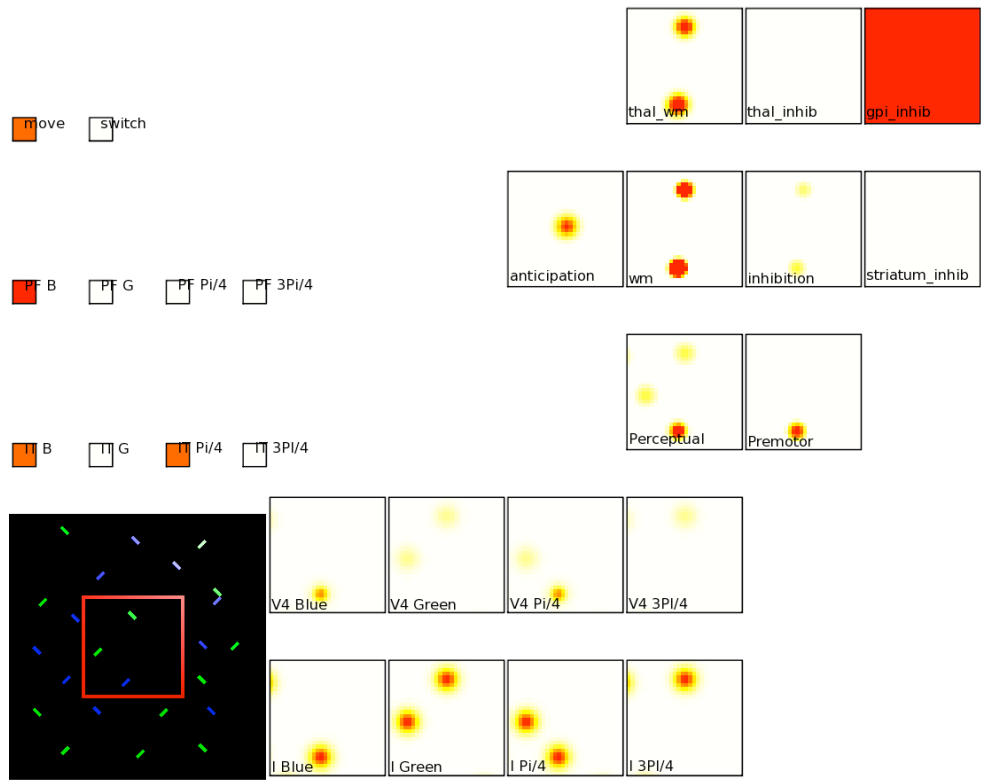 thal_wm thal_inhib gpi_inhib
move switch
anticipation wm inhibition striatum_inhib
PF B PF G PF Pi/4 PF 3Pi/4
Perceptual Premotor
IT B IT G IT Pi/4 IT 3PI/4
V4 Blue V4 Green V4 Pi/4 V4 3PI/4
I Blue I Green I Pi/4 I 3PI/4